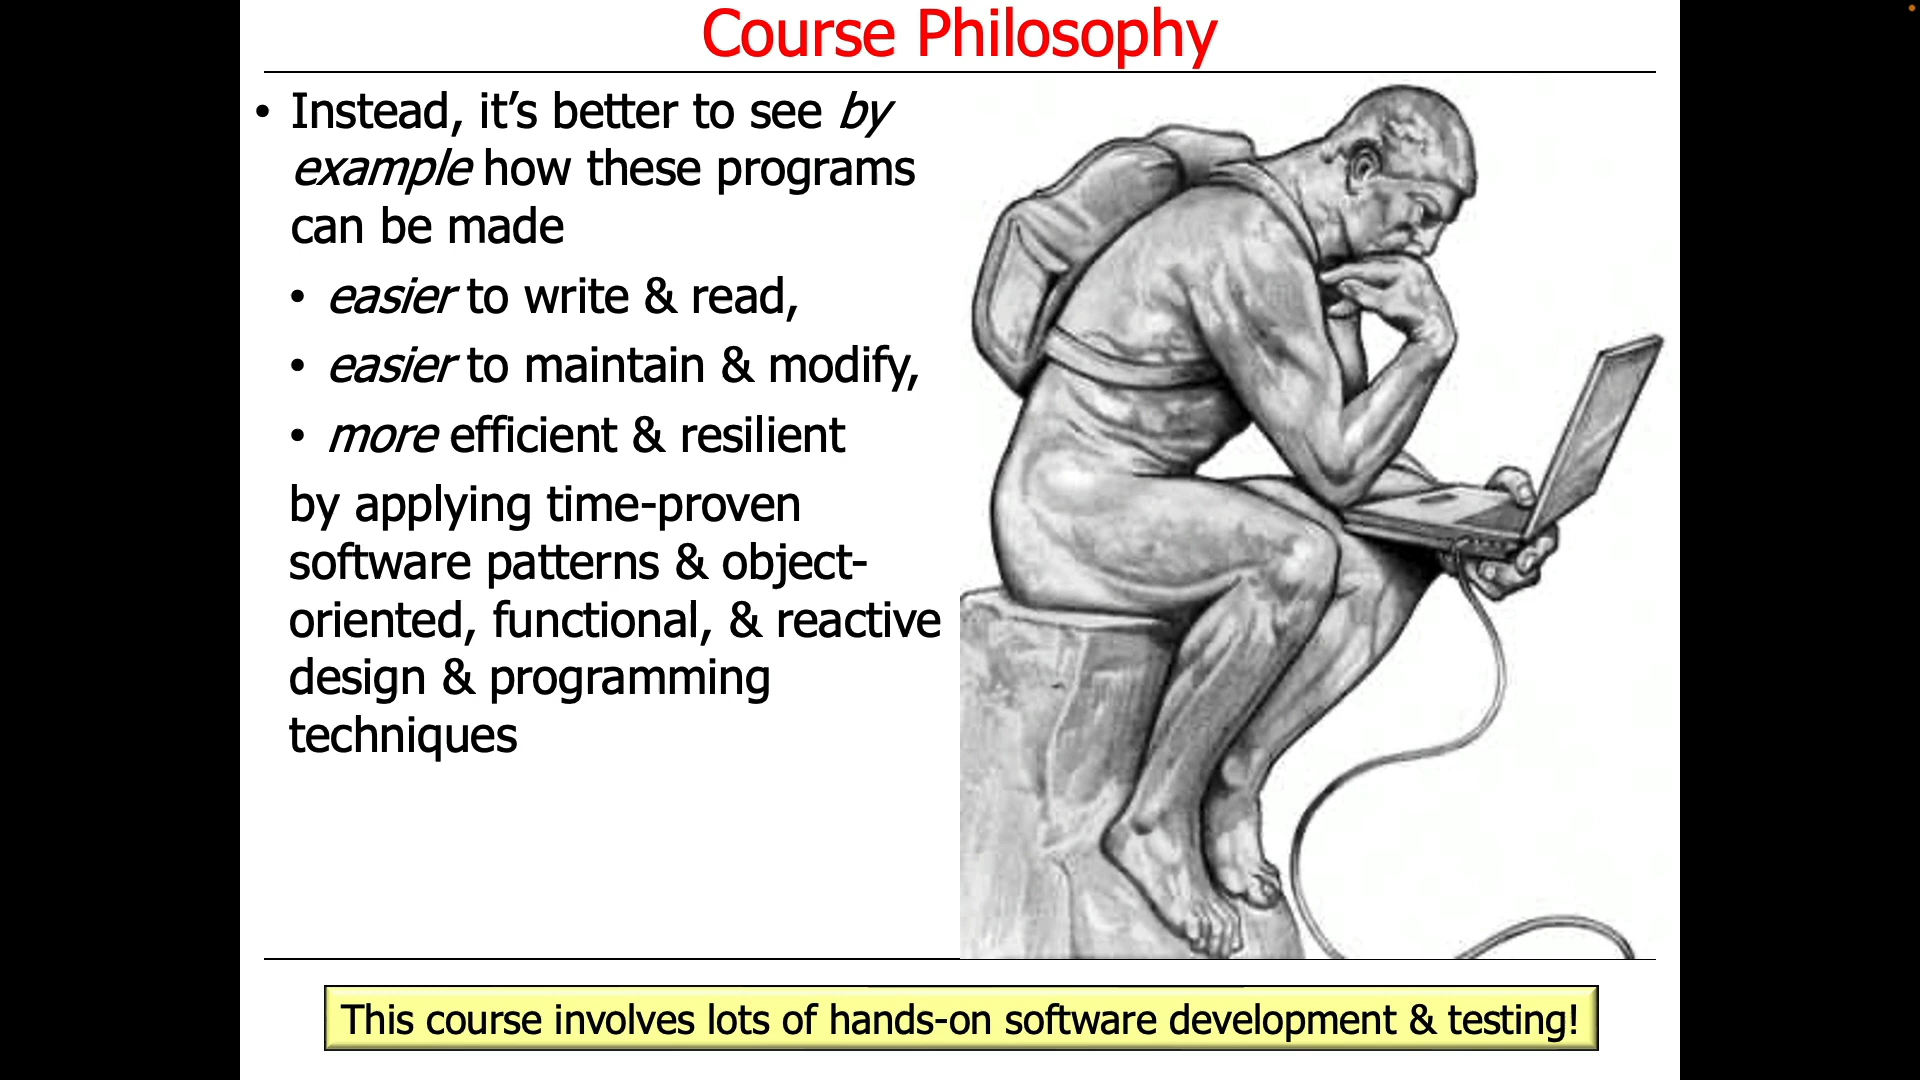 Course Philosophy
• Instead, it’s better to see by
example how these programs
can be made
• easier to write & read,
• easier to maintain & modify,
• more efficient & resilient
by applying time-proven
software patterns & object-
oriented, functional, & reactive
design & programming
techniques
This course involves lots of hands-on software development & testing!